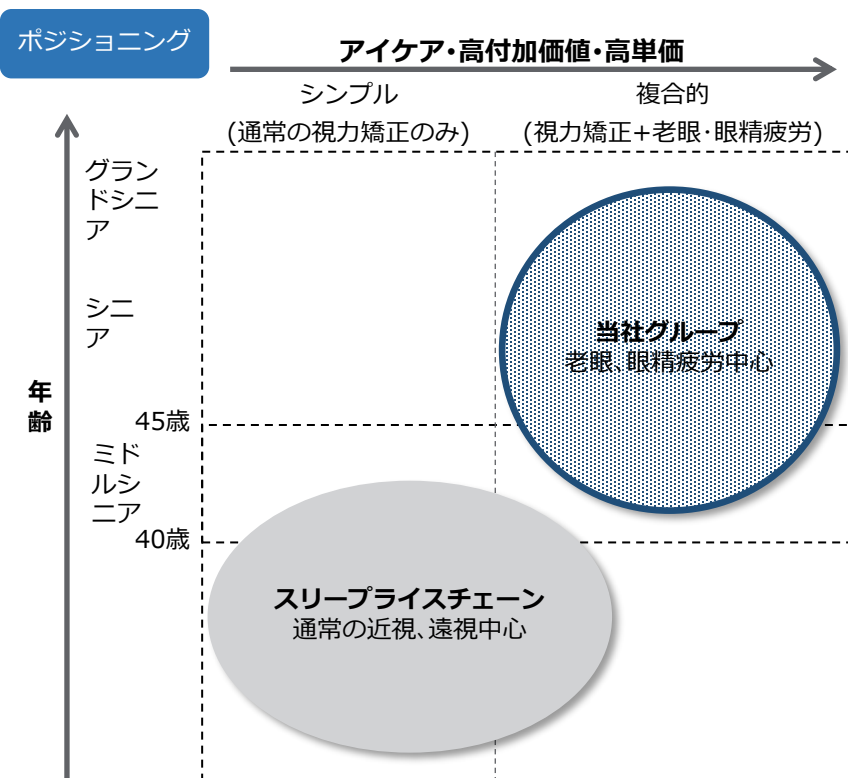 ポジショニング
アイケア・高付加価値・高単価
シンプル
(通常の視力矯正のみ)
複合的
(視力矯正+老眼・眼精疲労)
年
齢
グラン
ドシニ
ア
シニ
ア
45歳
ミド
ルシ
ニア
40歳
当社グループ
老眼、眼精疲労中心
スリープライスチェーン
通常の近視、遠視中心